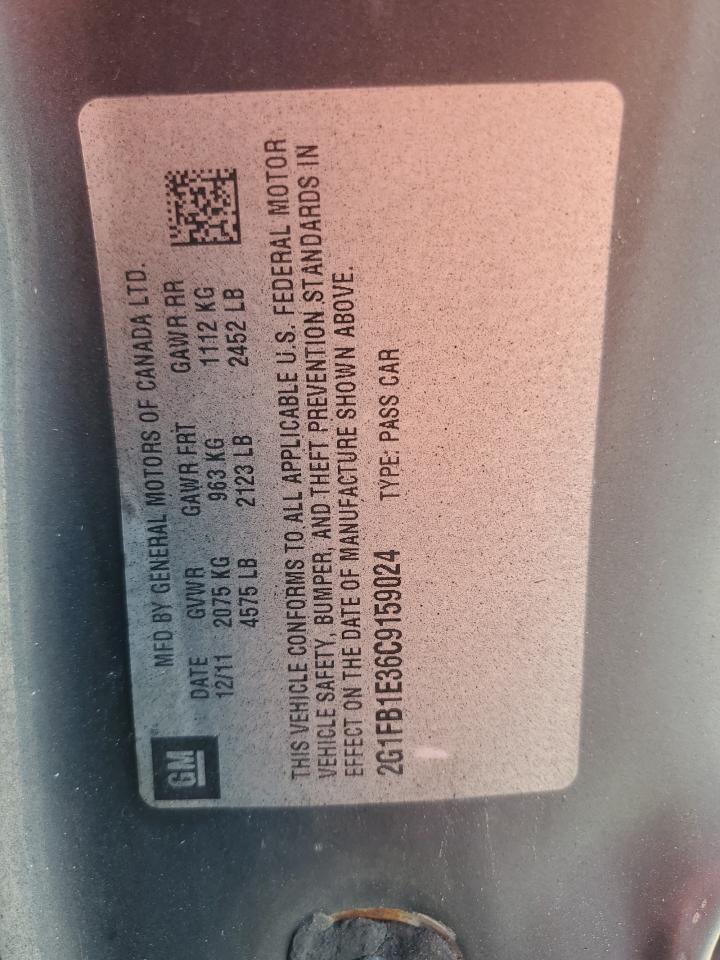 GM
MFD BY GENERAL MOTORS OF CANADA LTD.
DATE GVWR GAWR FRT GAWR RR
12/11 2075 KG 963 KG 1112 KG
4575 LB 2123 LB 2452 LB
THIS VEHICLE CONFORMS TO ALL APPLICABLE U.S. FEDERAL MOTOR
VEHICLE SAFETY, BUMPER, AND THEFT PREVENTION STANDARDS IN
EFFECT ON THE DATE OF MANUFACTURE SHOWN ABOVE.
2G1FB1E36C9159024 TYPE: PASS CAR